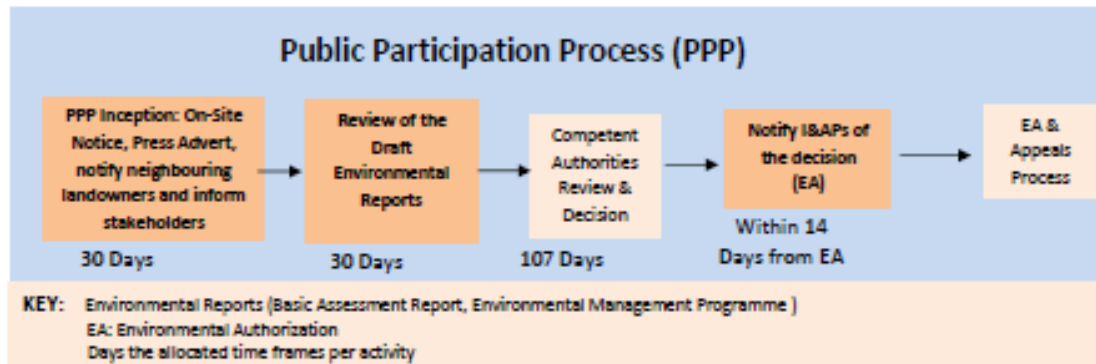 Public Participation Process (PPP)
PPP Inception: On-Site
Notice, Press Advert,
notify neighbouring
landowners and inform
stakeholders
30 Days
Review of the
Draft
Environmental
Reports
30 Days
Competent
Authorities
Review &
Decision
107 Days
Notify I&APs of
the decision
(EA)
Within 14
Days from EA
EA &
Appeals
Process
KEY: Environmental Reports (Basic Assessment Report, Environmental Management Programme )
EA: Environmental Authorization
Days the allocated time frames per activity